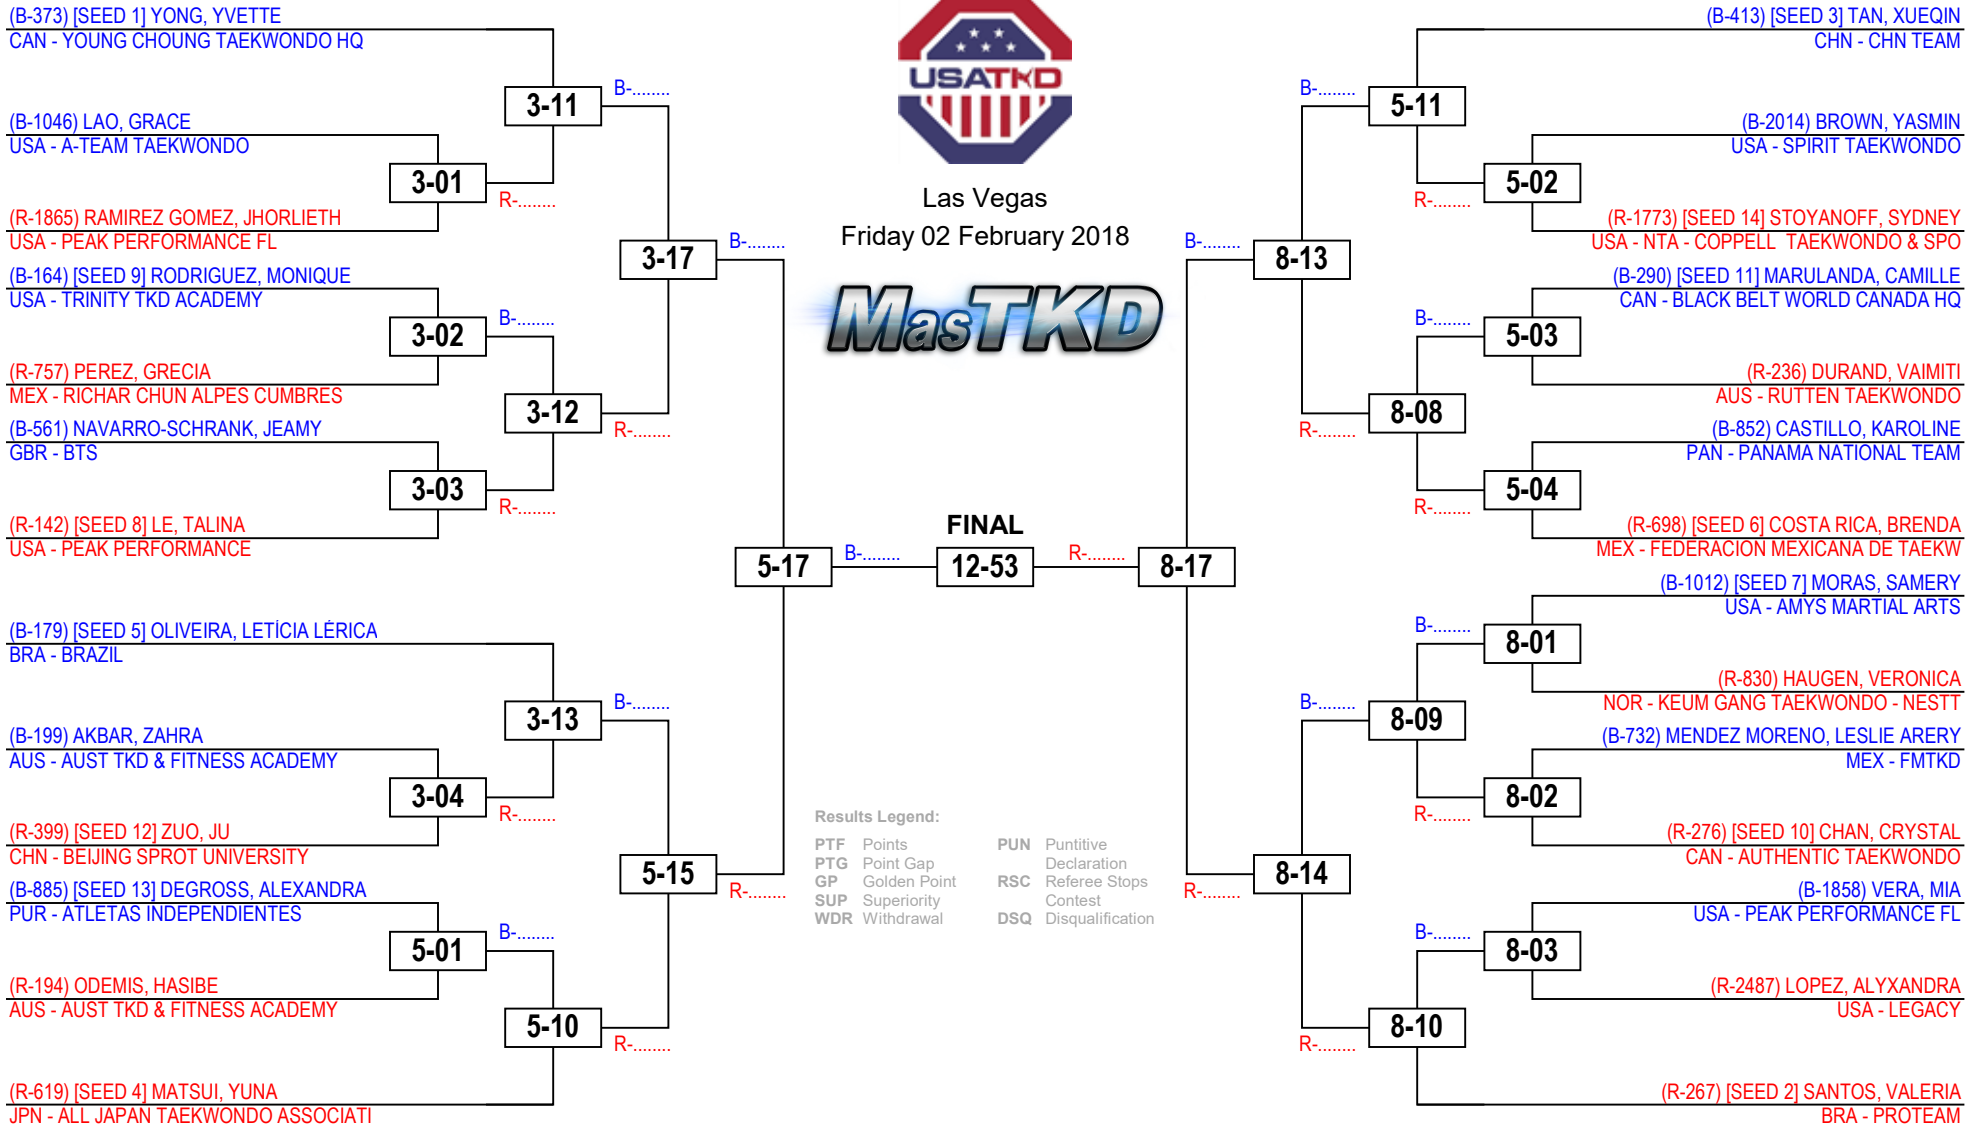 (B-373) [SEED 1] YONG, YVETTE
CAN - YOUNG CHOUNG TAEKWONDO HQ
3-11
B-........
(B-1046) LAO, GRACE
USA - A-TEAM TAEKWONDO
3-01
R-........
(R-1865) RAMIREZ GOMEZ, JHORLIETH
USA - PEAK PERFORMANCE FL
3-17
B-........
(B-164) [SEED 9] RODRIGUEZ, MONIQUE
USA - TRINITY TKD ACADEMY
3-02
B-........
(R-757) PEREZ, GRECIA
MEX - RICHAR CHUN ALPES CUMBRES
3-12
R-........
(B-561) NAVARRO-SCHRANK, JEAMY
GBR - BTS
3-03
R-........
(R-142) [SEED 8] LE, TALINA
USA - PEAK PERFORMANCE
5-17
B-........
(B-179) [SEED 5] OLIVEIRA, LETÍCIA LÉRICA
BRA - BRAZIL
3-13
B-........
(B-199) AKBAR, ZAHRA
AUS - AUST TKD & FITNESS ACADEMY
3-04
R-........
(R-399) [SEED 12] ZUO, JU
CHN - BEIJING SPROT UNIVERSITY
5-15
R-........
(B-885) [SEED 13] DEGROSS, ALEXANDRA
PUR - ATLETAS INDEPENDIENTES
5-01
B-........
(R-194) ODEMIS, HASIBE
AUS - AUST TKD & FITNESS ACADEMY
5-10
R-........
(R-619) [SEED 4] MATSUI, YUNA
JPN - ALL JAPAN TAEKWONDO ASSOCIATI
USATKD
Las Vegas
Friday 02 February 2018
MasTKD
FINAL
12-53
Results Legend:
PTF Points
PTG Point Gap
GP Golden Point
SUP Superiority
WDR Withdrawal
PUN Puntitive
Declaration
RSC Referee Stops
Contest
DSQ Disqualification
(B-413) [SEED 3] TAN, XUEQIN
CHN - CHN TEAM
B-........
5-11
(B-2014) BROWN, YASMIN
USA - SPIRIT TAEKWONDO
5-02
R-........
(R-1773) [SEED 14] STOYANOFF, SYDNEY
USA - NTA - COPPELL  TAEKWONDO & SPO
B-........
8-13
(B-290) [SEED 11] MARULANDA, CAMILLE
CAN - BLACK BELT WORLD CANADA HQ
B-........
5-03
(R-236) DURAND, VAIMITI
AUS - RUTTEN TAEKWONDO
8-08
R-........
(B-852) CASTILLO, KAROLINE
PAN - PANAMA NATIONAL TEAM
5-04
R-........
(R-698) [SEED 6] COSTA RICA, BRENDA
MEX - FEDERACION MEXICANA DE TAEKW
R-........
8-17
(B-1012) [SEED 7] MORAS, SAMERY
USA - AMYS MARTIAL ARTS
B-........
8-01
(R-830) HAUGEN, VERONICA
NOR - KEUM GANG TAEKWONDO - NESTT
B-........
8-09
(B-732) MENDEZ MORENO, LESLIE ARERY
MEX - FMTKD
8-02
R-........
(R-276) [SEED 10] CHAN, CRYSTAL
CAN - AUTHENTIC TAEKWONDO
8-14
R-........
(B-1858) VERA, MIA
USA - PEAK PERFORMANCE FL
B-........
8-03
(R-2487) LOPEZ, ALYXANDRA
USA - LEGACY
8-10
R-........
(R-267) [SEED 2] SANTOS, VALERIA
BRA - PROTEAM